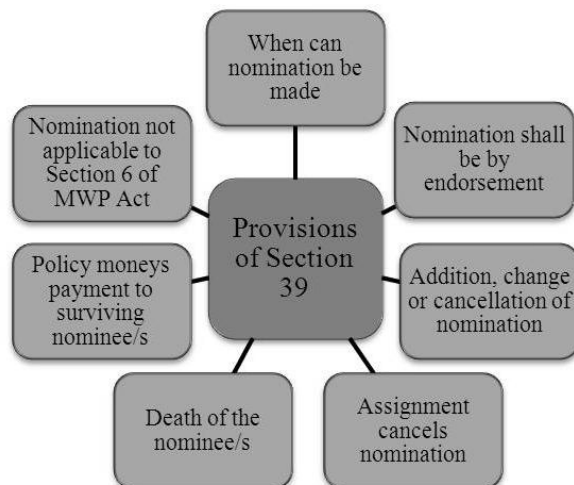 When can
nomination be
made
Nomination shall
be by
endorsement
Addition, change
or cancellation of
nomination
Assignment
cancels
nomination
Death of the
nominee/s
Policy moneys
payment to
surviving
nominee/s
Nomination not
applicable to
Section 6 of
MWP Act
Provisions
of Section
39